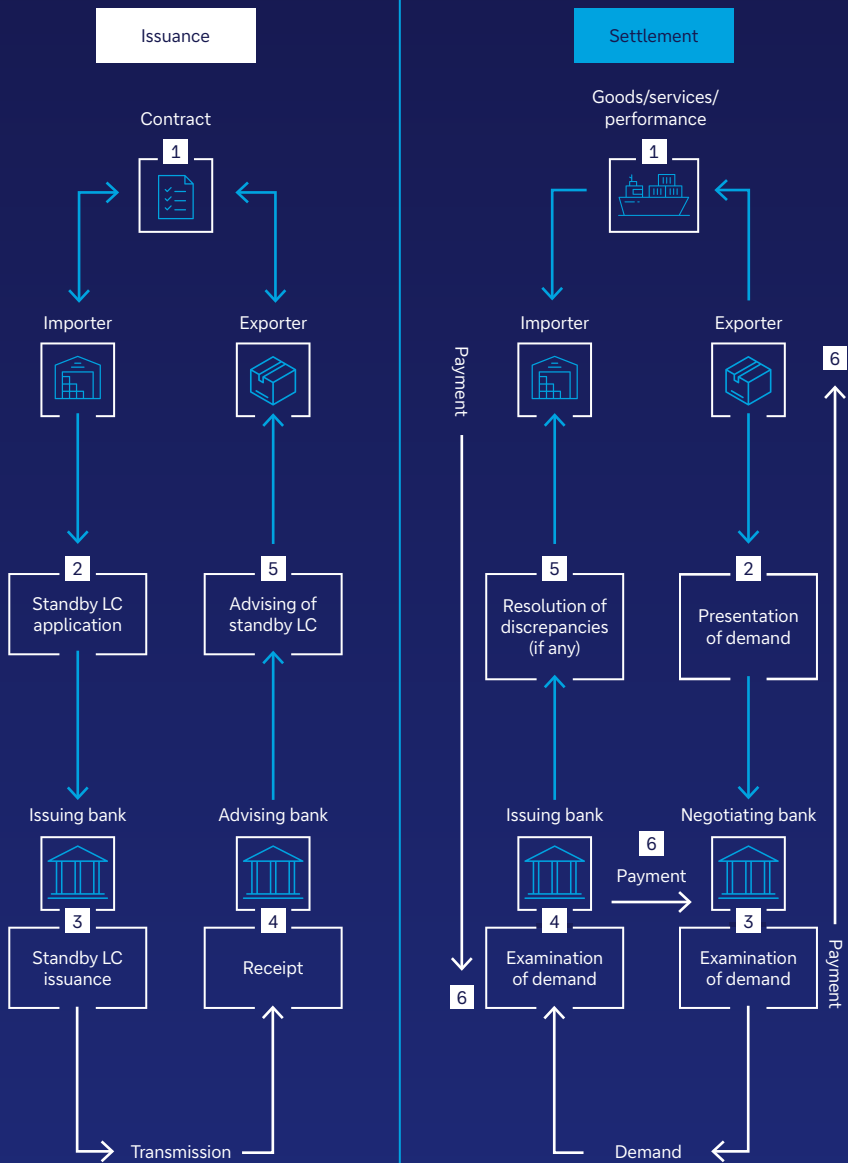 Issuance
Contract
1
Importer
Exporter
2
Standby LC
application
5
Advising of
standby LC
Issuing bank
Advising bank
3
Standby LC
issuance
4
Receipt
Transmission
Settlement
Goods/services/
performance
1
Importer
Exporter
Payment
6
5
Resolution of
discrepancies
(if any)
2
Presentation
of demand
Issuing bank
Negotiating bank
6
Payment
4
Examination
of demand
3
Examination
of demand
6
Payment
Demand